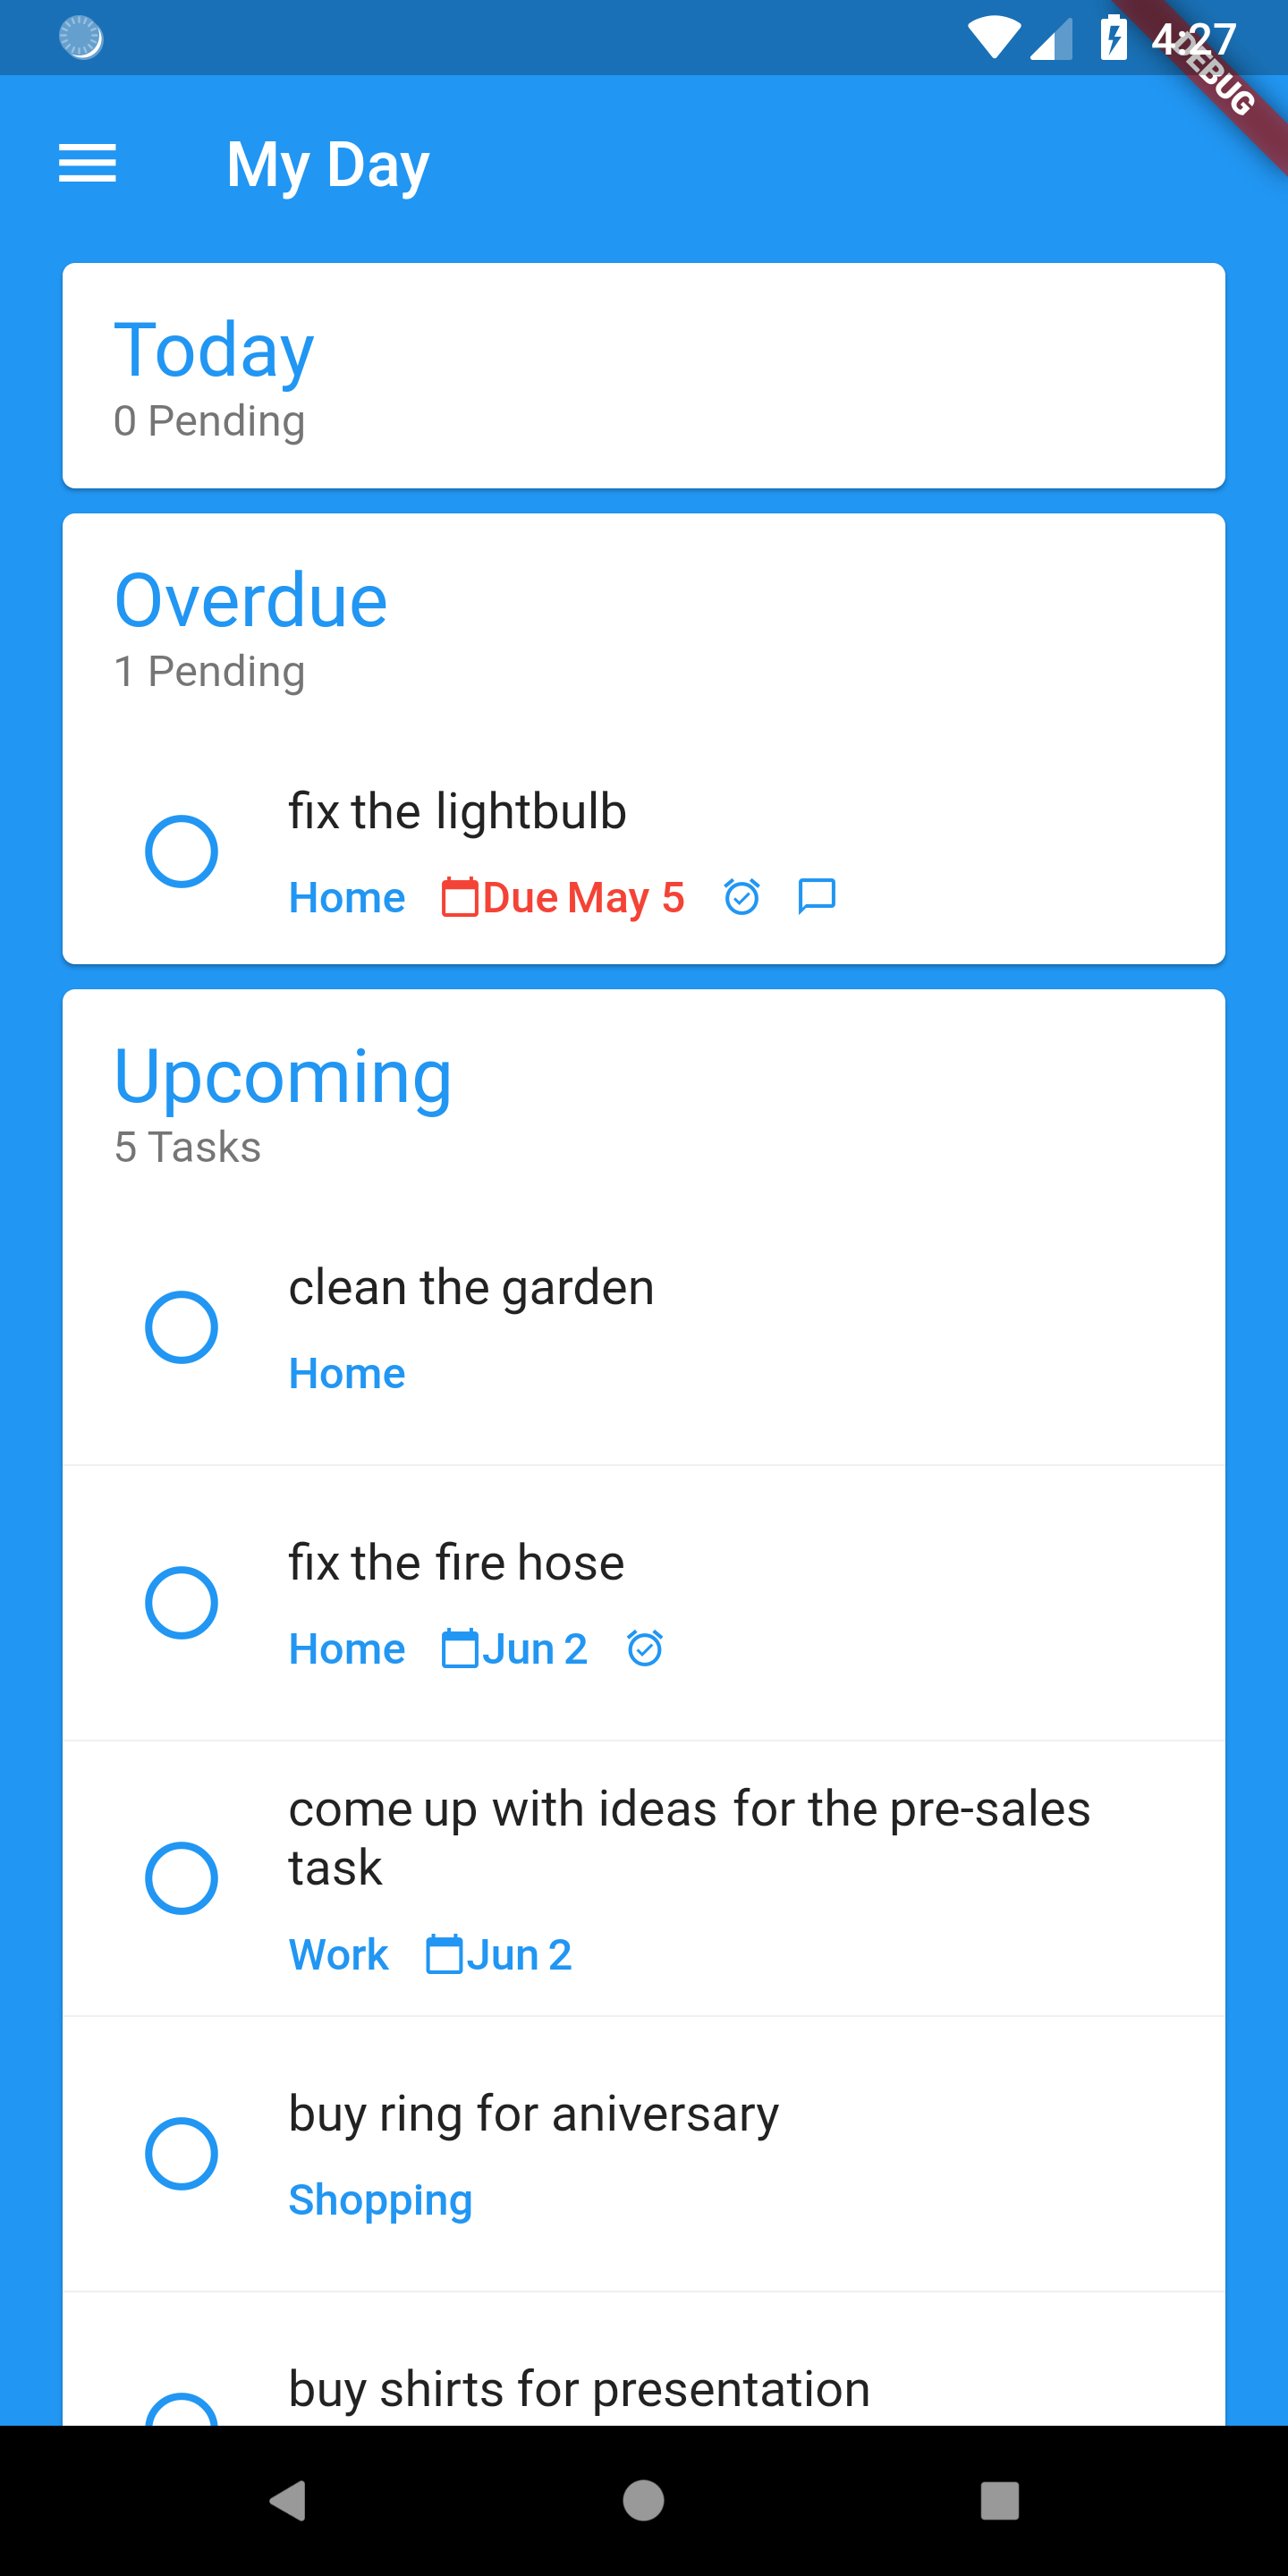 4:27
DEBUG
My Day
Today
0 Pending
Overdue
1 Pending
fix the lightbulb
Home Due May 5
Upcoming
5 Tasks
clean the garden
Home
fix the fire hose
Home Jun 2
come up with ideas for the pre-sales
task
Work Jun 2
buy ring for aniversary
Shopping
buy shirts for presentation